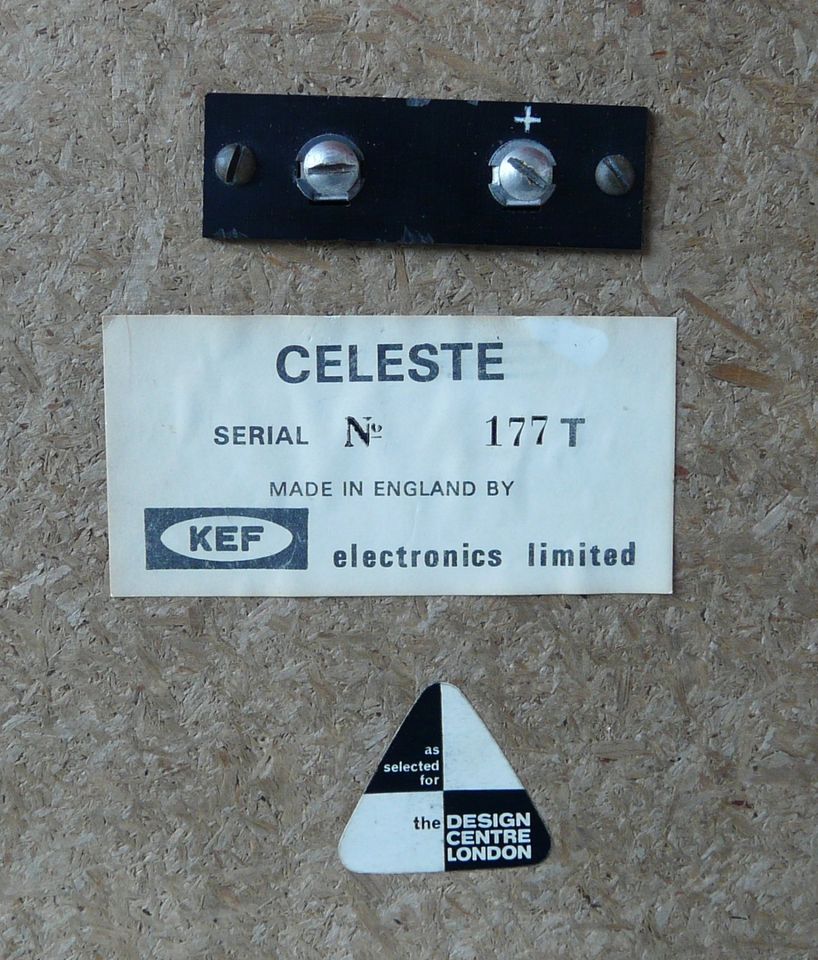 +
CELESTE
SERIAL Nº 177 T
MADE IN ENGLAND BY
KEF electronics limited
as
selected
for
the DESIGN
CENTRE
LONDON